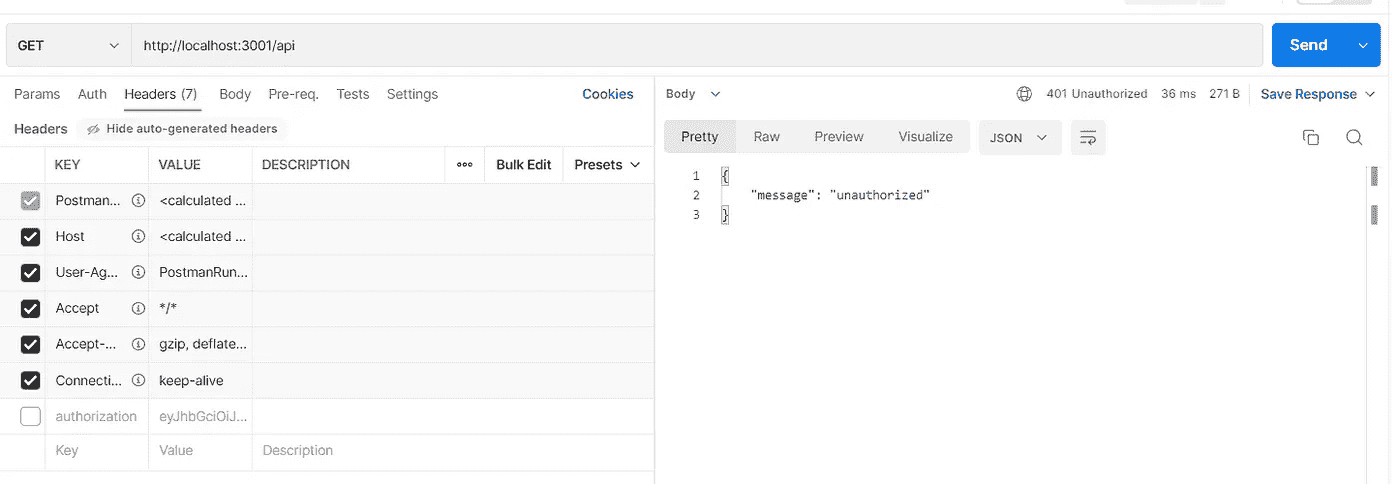 GET http://localhost:3001/api Send
Params Auth Headers (7) Body Pre-req. Tests Settings Cookies
Headers Hide auto-generated headers
KEY VALUE DESCRIPTION ••• Bulk Edit Presets
Postman... <calculated ...
Host <calculated ...
User-Ag... PostmanRun...
Accept */*
Accept-... gzip, deflate...
Connecti... keep-alive
authorization eyJhbGciOiJ...
Key Value Description
Body 401 Unauthorized 36 ms 271 B Save Response
Pretty Raw Preview Visualize JSON
1 {
2 "message": "unauthorized"
3 }